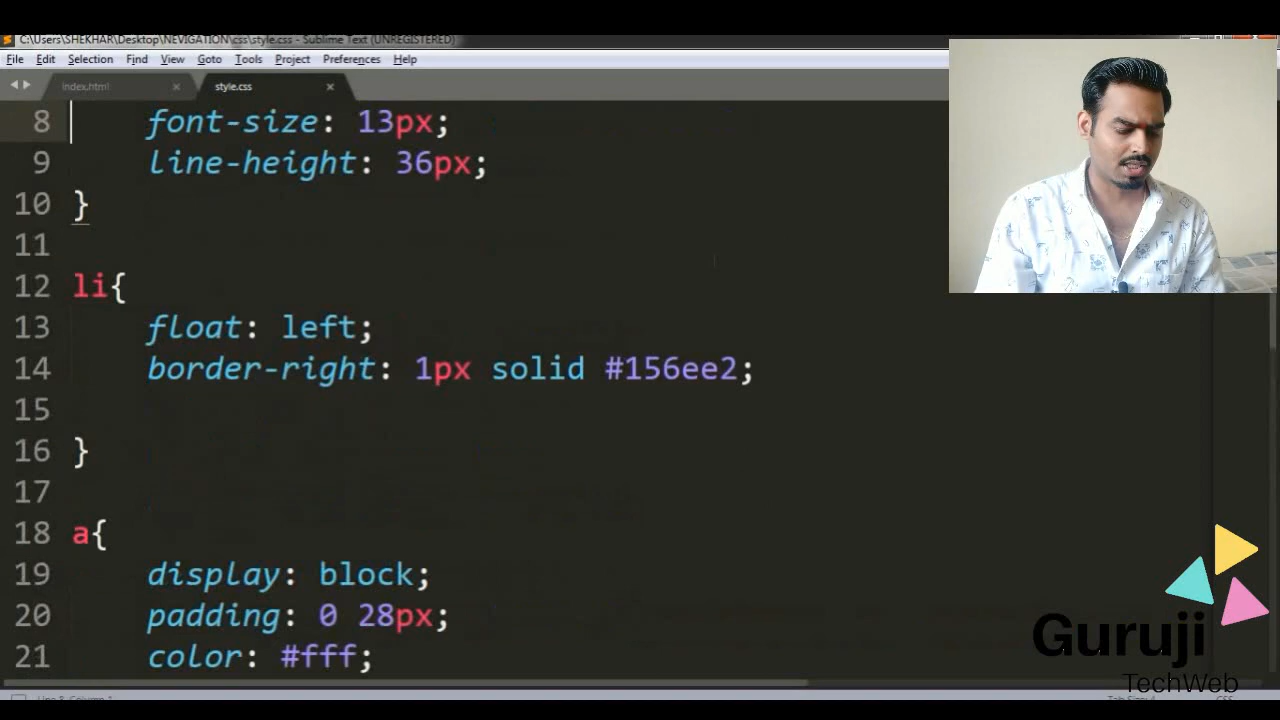 C:\Users\SHEKHAR\Desktop\NEVIGATION\css\style.css - Sublime Text (UNREGISTERED)
File Edit Selection Find View Goto Tools Project Preferences Help
index.html × style.css ×
8 font-size: 13px;
9 line-height: 36px;
10 }
11
12 li{
13 float: left;
14 border-right: 1px solid #156ee2;
15
16 }
17
18 a{
19 display: block;
20 padding: 0 28px;
21 color: #fff;
Guruji
TechWeb